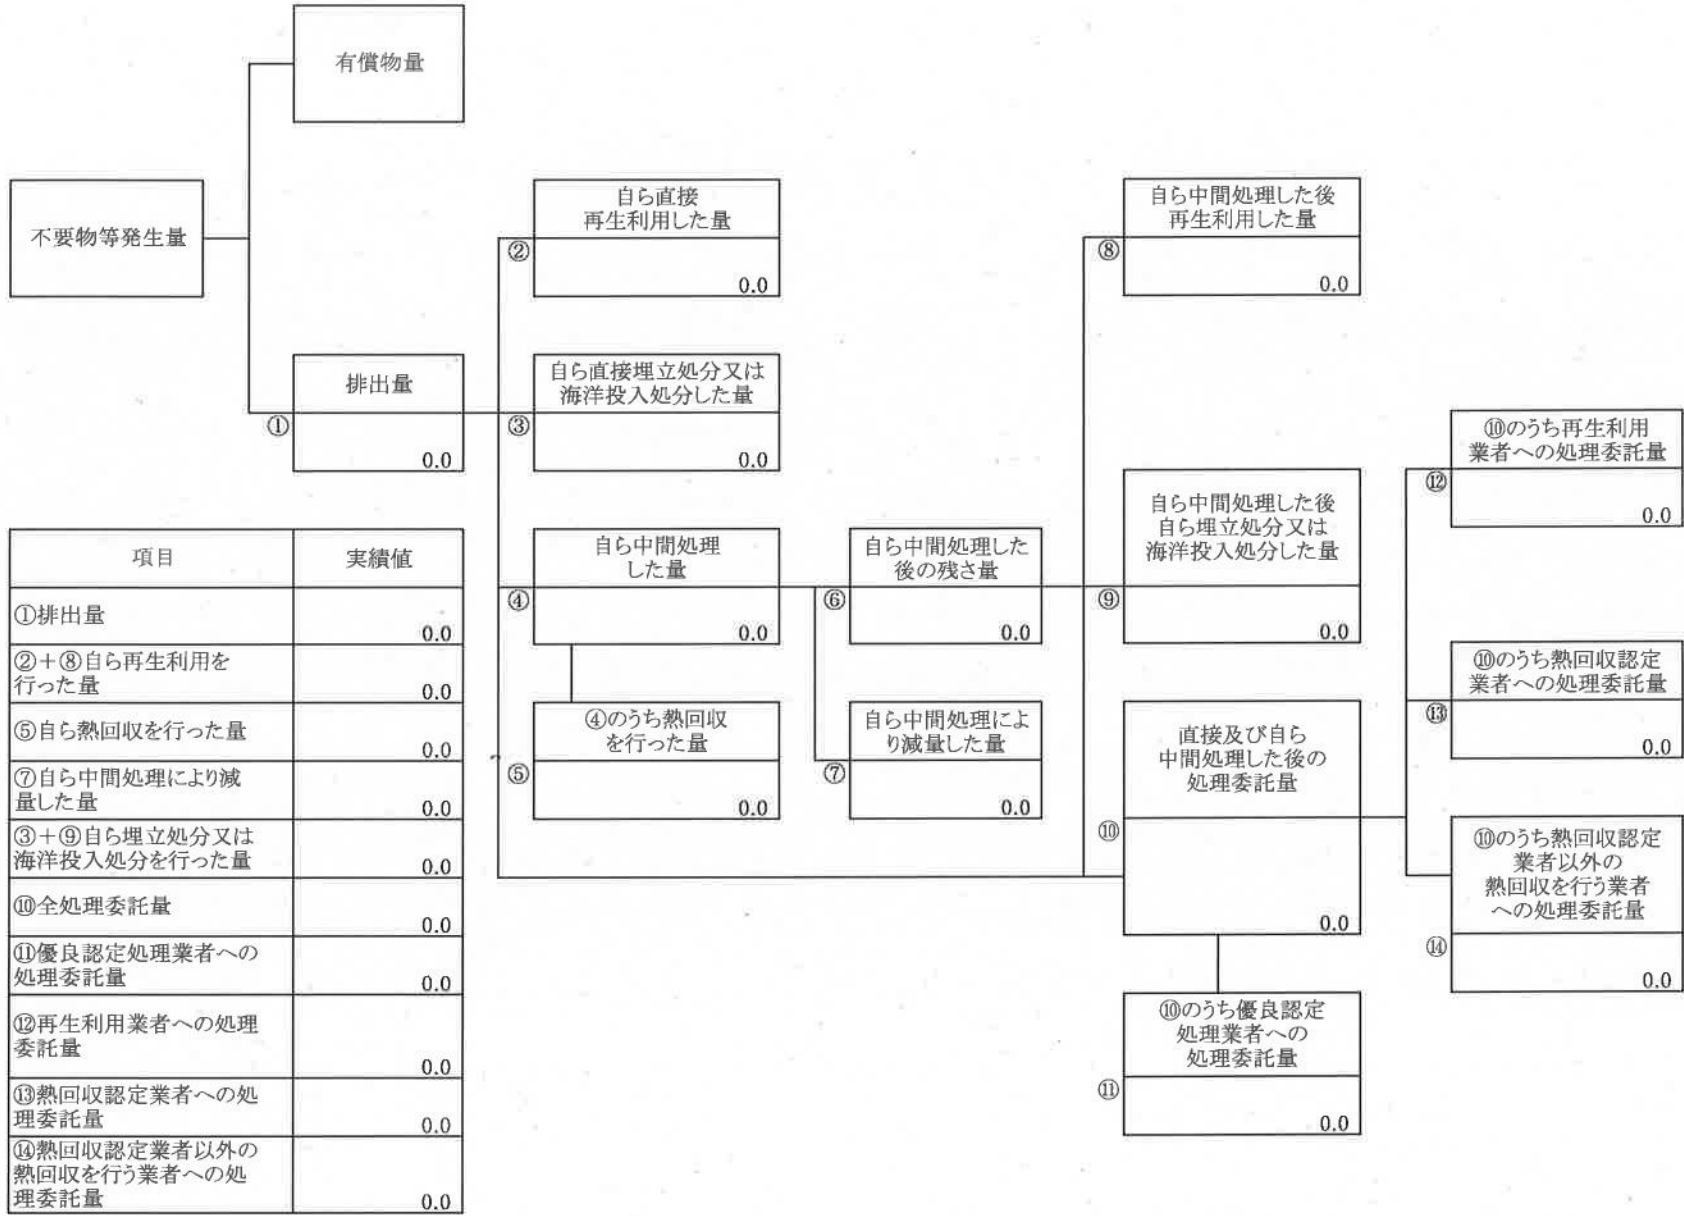 有償物量
不要物等発生量
自ら直接
再生利用した量
②
0.0
自ら中間処理した後
再生利用した量
⑧
0.0
排出量
①
0.0
自ら直接埋立処分又は
海洋投入処分した量
③
0.0
⑩のうち再生利用
業者への処理委託量
⑫
0.0
自ら中間処理
した量
④
0.0
自ら中間処理した
後の残さ量
⑥
0.0
自ら中間処理した後
自ら埋立処分又は
海洋投入処分した量
⑨
0.0
⑩のうち熱回収認定
業者への処理委託量
⑬
0.0
④のうち熱回収
を行った量
⑤
0.0
自ら中間処理によ
り減量した量
⑦
0.0
直接及び自ら
中間処理した後の
処理委託量
⑩
0.0
⑩のうち熱回収認定
業者以外の
熱回収を行う業者
への処理委託量
⑭
0.0
⑩のうち優良認定
処理業者への
処理委託量
⑪
0.0
項目 実績値
①排出量
0.0
②＋⑧自ら再生利用を
行った量
0.0
⑤自ら熱回収を行った量
0.0
⑦自ら中間処理により減
量した量
0.0
③＋⑨自ら埋立処分又は
海洋投入処分を行った量
0.0
⑩全処理委託量
0.0
⑪優良認定処理業者への
処理委託量
0.0
⑫再生利用業者への処理
委託量
0.0
⑬熱回収認定業者への処
理委託量
0.0
⑭熱回収認定業者以外の
熱回収を行う業者への処
理委託量
0.0